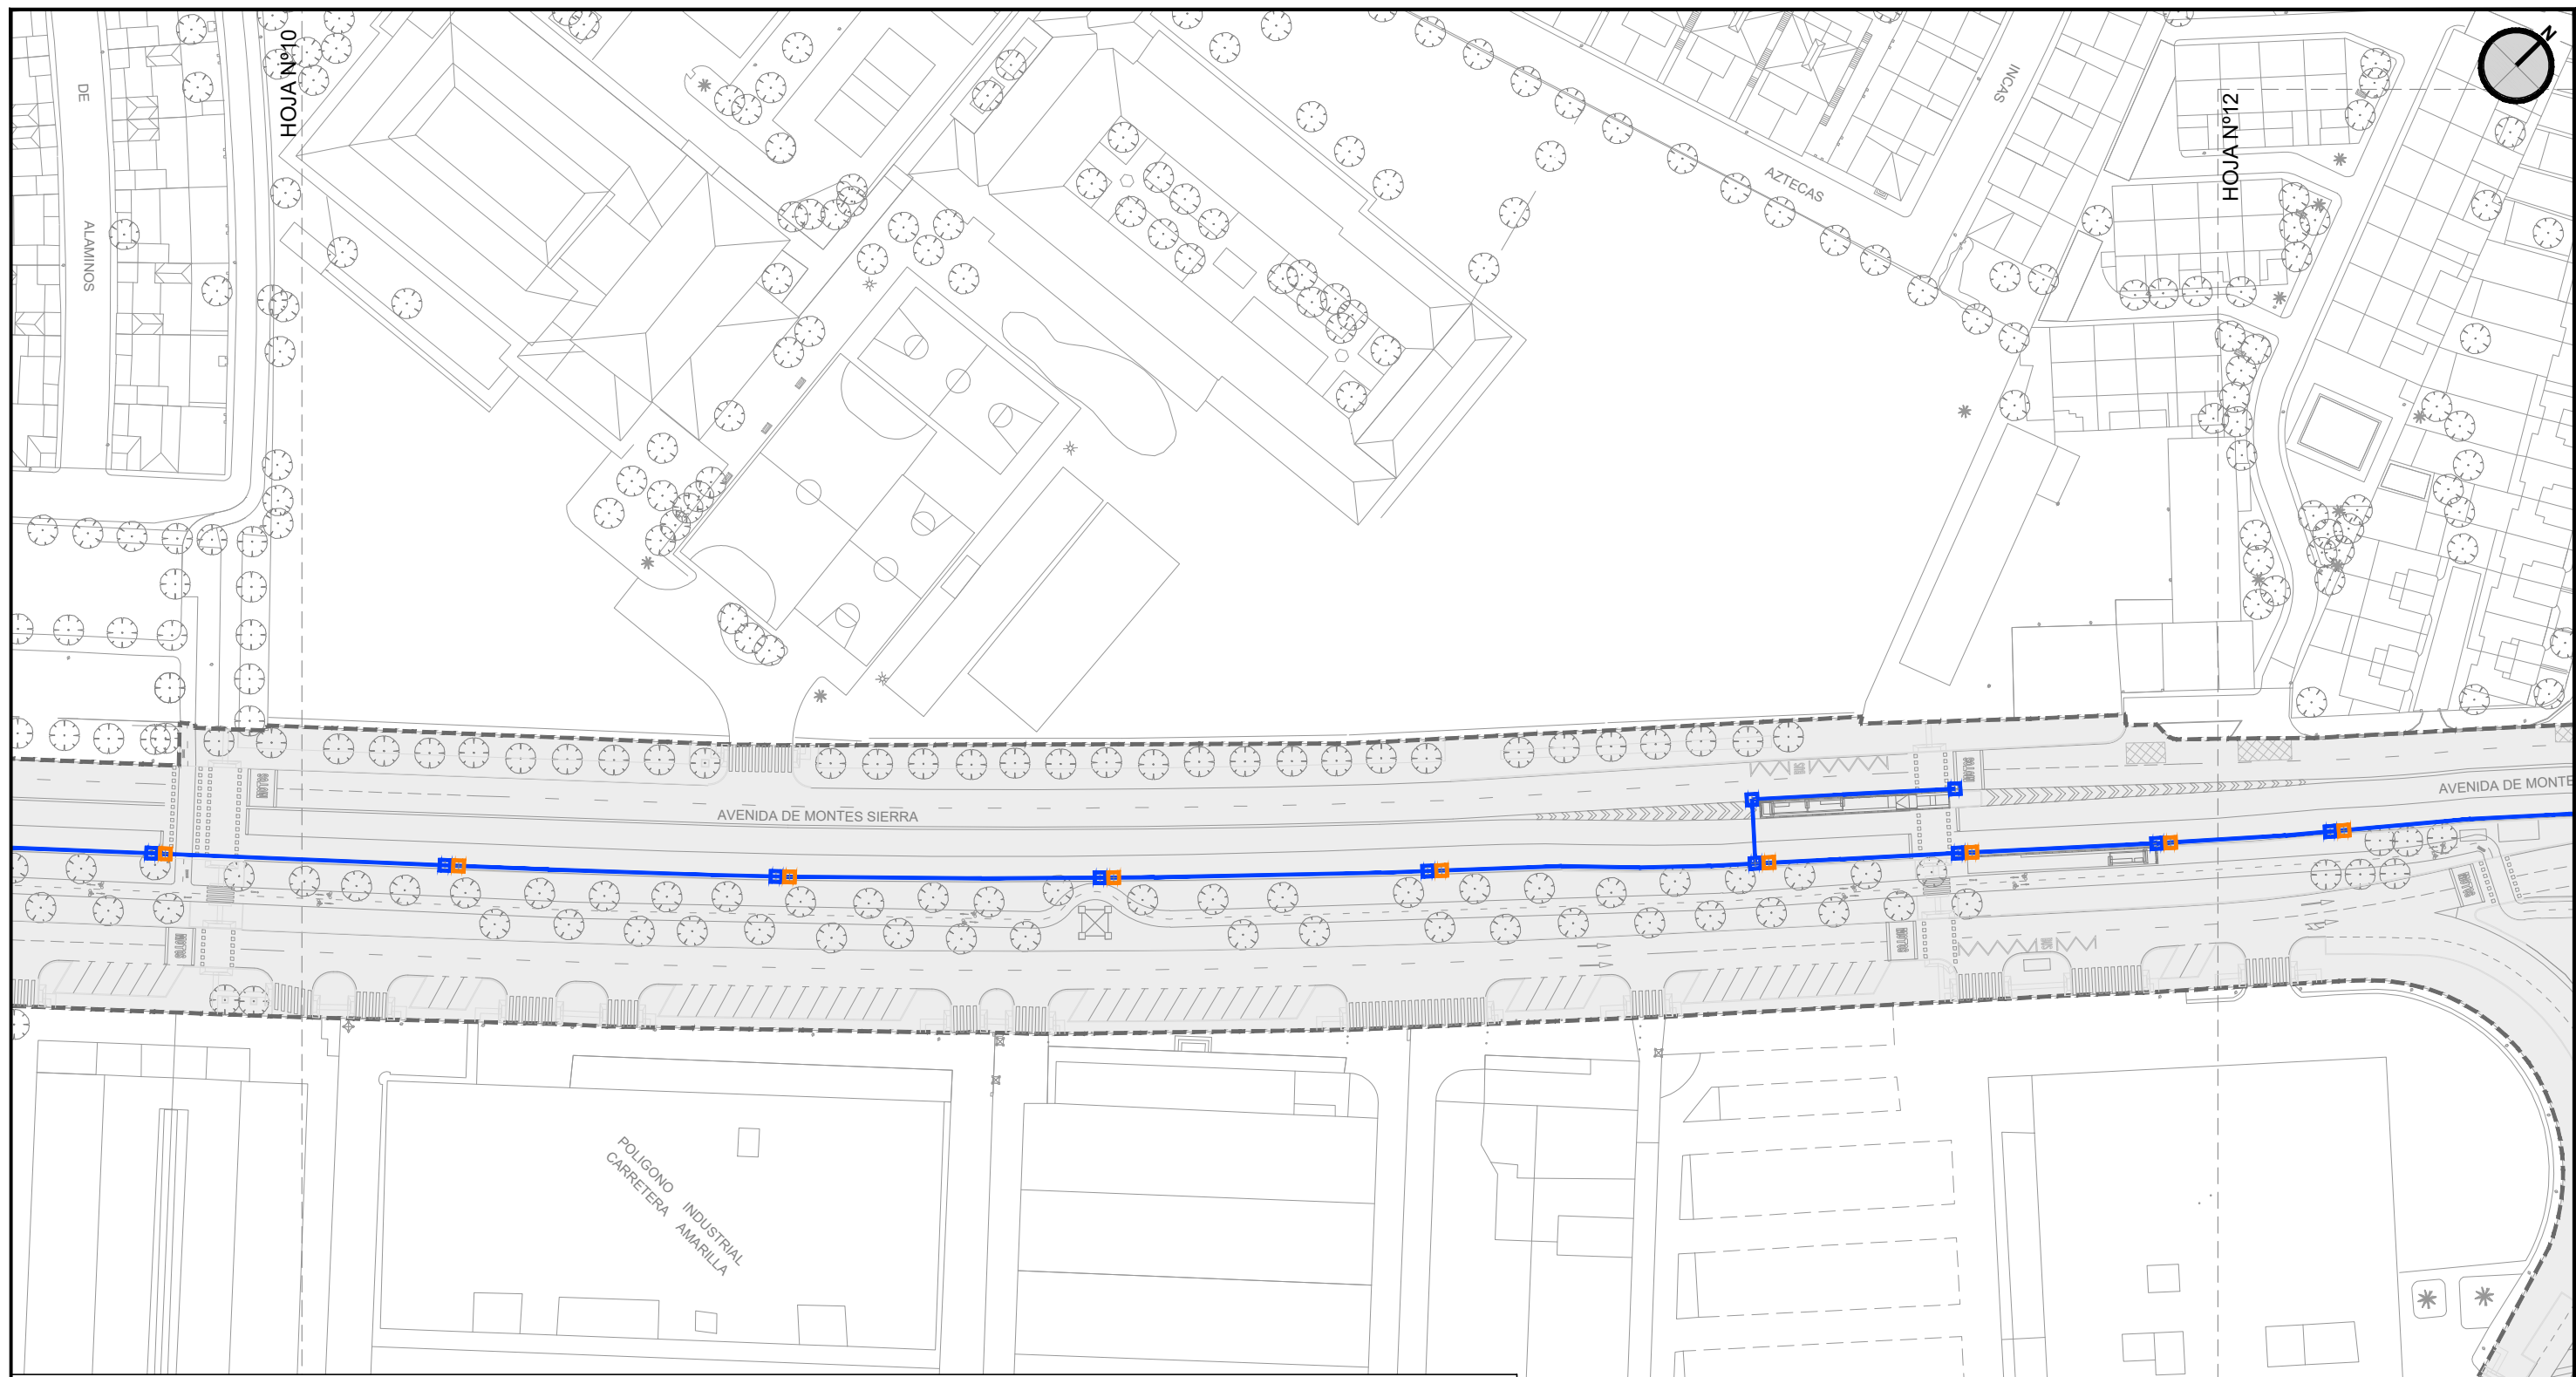 HOJA Nº10
N
DE
INCAS
HOJA Nº12
AZTECAS
ALAMINOS
AVENIDA DE MONTE
AVENIDA DE MONTES SIERRA
POLIGONO INDUSTRIAL
CARRETERA AMARILLA